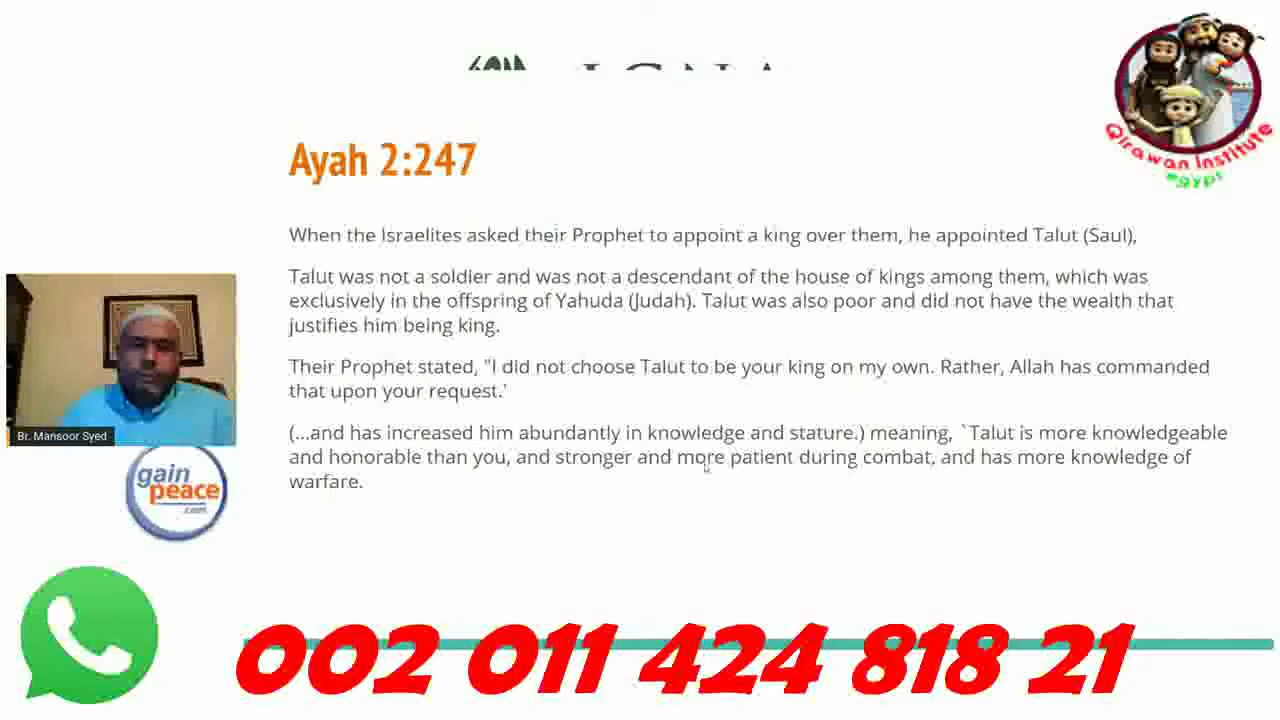 Qirawan Institute
egypt
Ayah 2:247
When the Israelites asked their Prophet to appoint a king over them, he appointed Talut (Saul),
Talut was not a soldier and was not a descendant of the house of kings among them, which was
exclusively in the offspring of Yahuda (Judah). Talut was also poor and did not have the wealth that
justifies him being king.
Their Prophet stated, "I did not choose Talut to be your king on my own. Rather, Allah has commanded
that upon your request.'
(...and has increased him abundantly in knowledge and stature.) meaning, `Talut is more knowledgeable
and honorable than you, and stronger and more patient during combat, and has more knowledge of
warfare.
Br. Mansoor Syed
gain
peace
.com
002 011 424 818 21